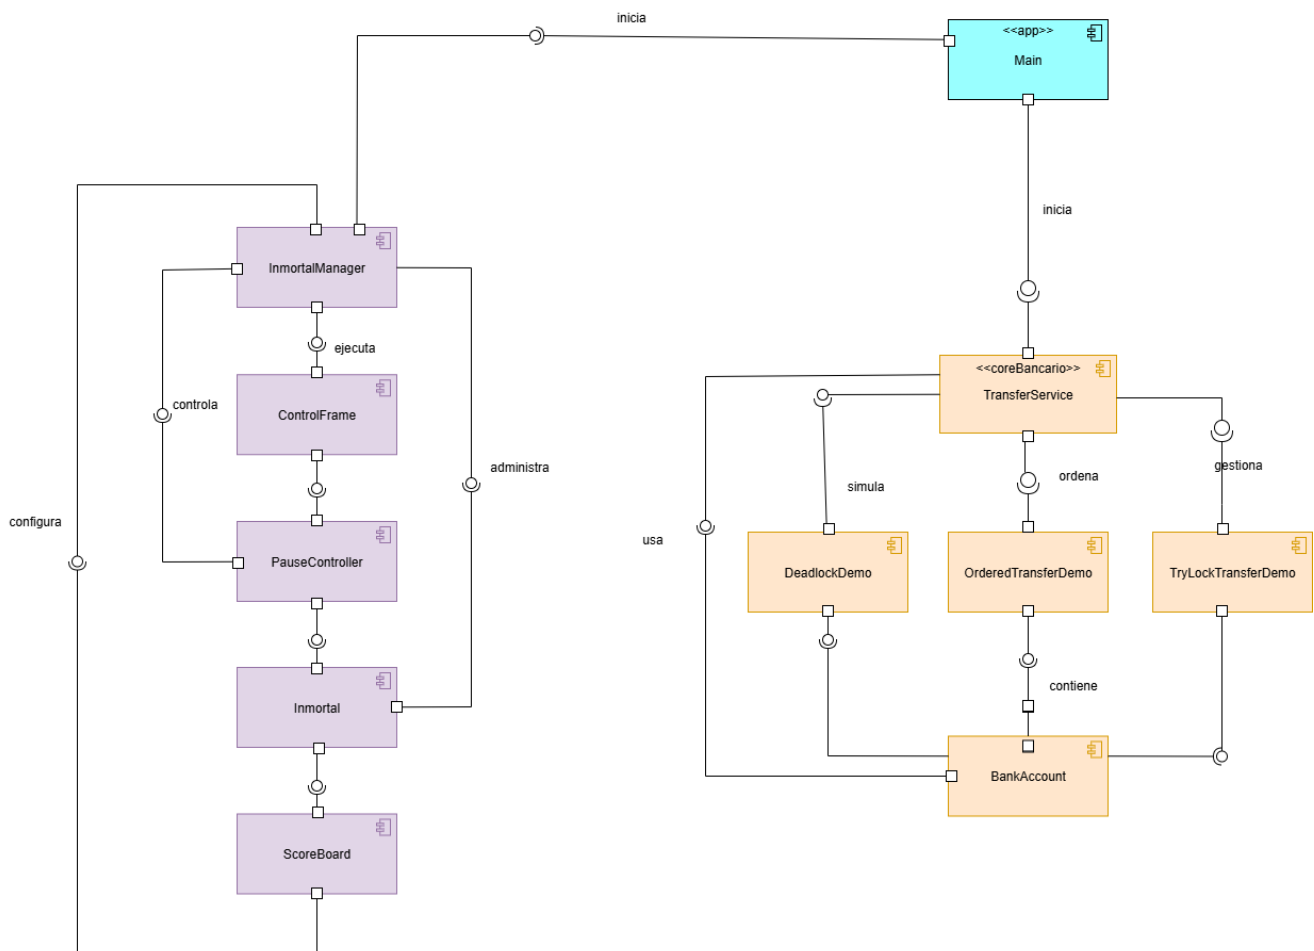 inicia
<<app>>
Main
inicia
InmortalManager
ejecuta
<<coreBancario>>
TransferService
controla
ControlFrame
administra
simula
ordena
gestiona
configura
usa
PauseController
DeadlockDemo
OrderedTransferDemo
TryLockTransferDemo
Inmortal
contiene
BankAccount
ScoreBoard